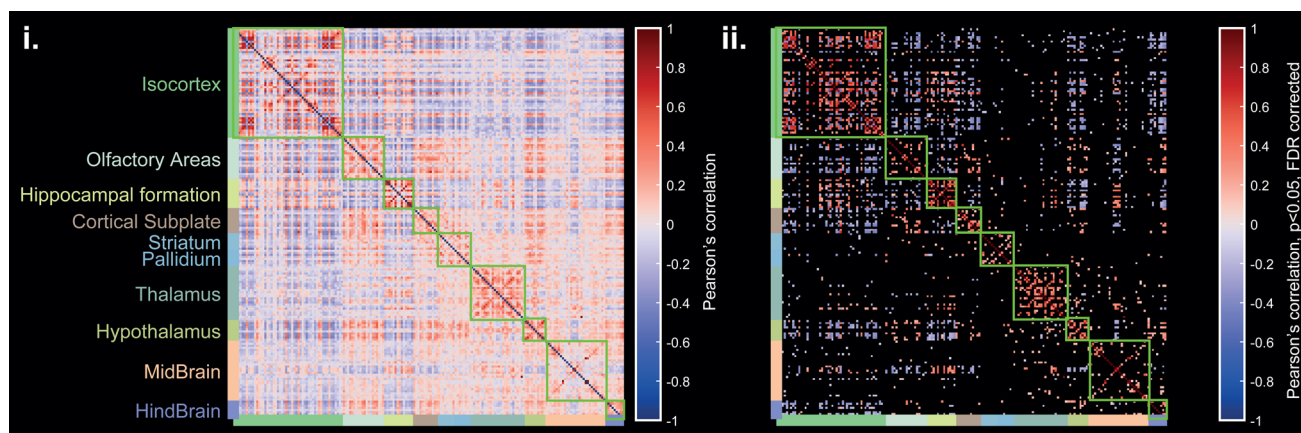 i.
Isocortex
Olfactory Areas
Hippocampal formation
Cortical Subplate
Striatum
Pallidium
Thalamus
Hypothalamus
MidBrain
HindBrain
1
0.8
0.6
0.4
0.2
0
-0.2
-0.4
-0.6
-0.8
-1
Pearson's correlation
ii.
1
0.8
0.6
0.4
0.2
0
-0.2
-0.4
-0.6
-0.8
-1
Pearson's correlation, p<0.05, FDR corrected